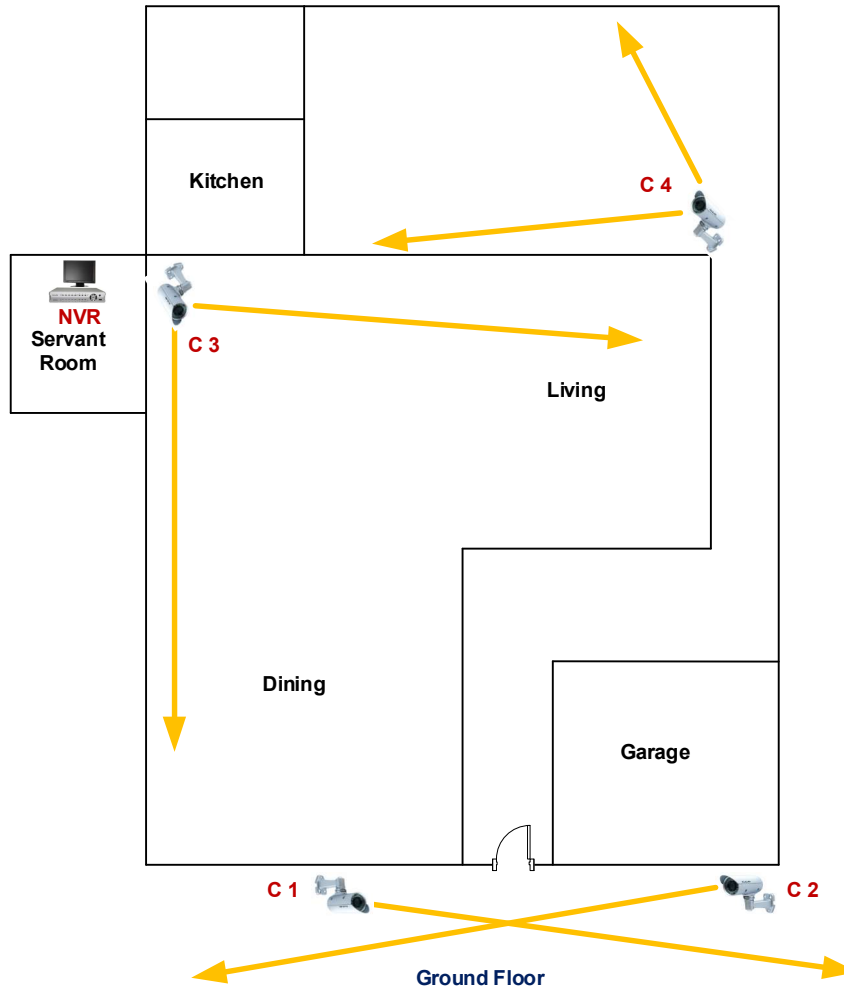 Kitchen
C 4
NVR
Servant
Room
C 3
Living
Dining
Garage
C 1
C 2
Ground Floor